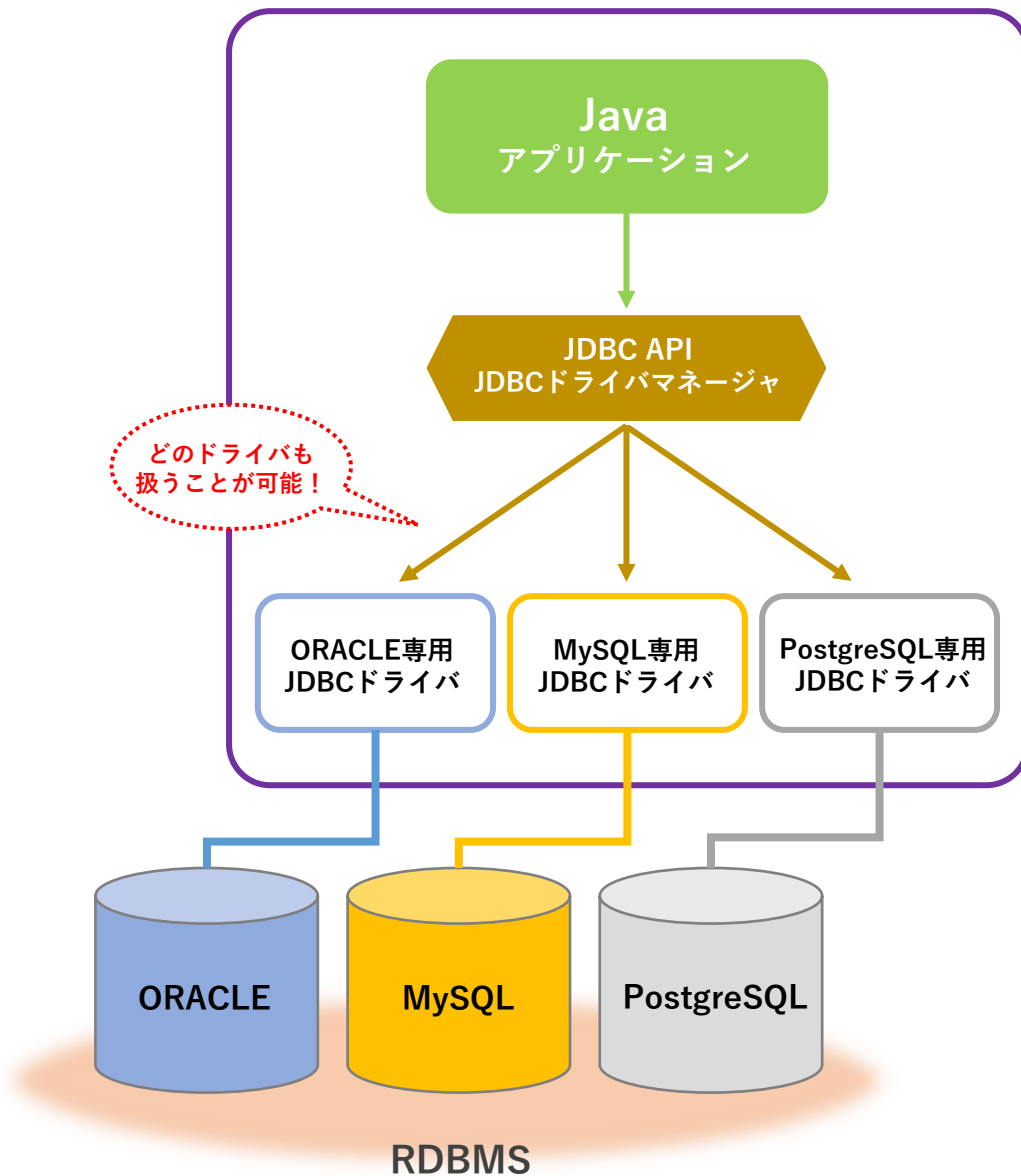 Java
アプリケーション
JDBC API
JDBCドライバマネージャ
どのドライバも
扱うことが可能！
ORACLE専用
JDBCドライバ
MySQL専用
JDBCドライバ
PostgreSQL専用
JDBCドライバ
ORACLE
MySQL
PostgreSQL
RDBMS